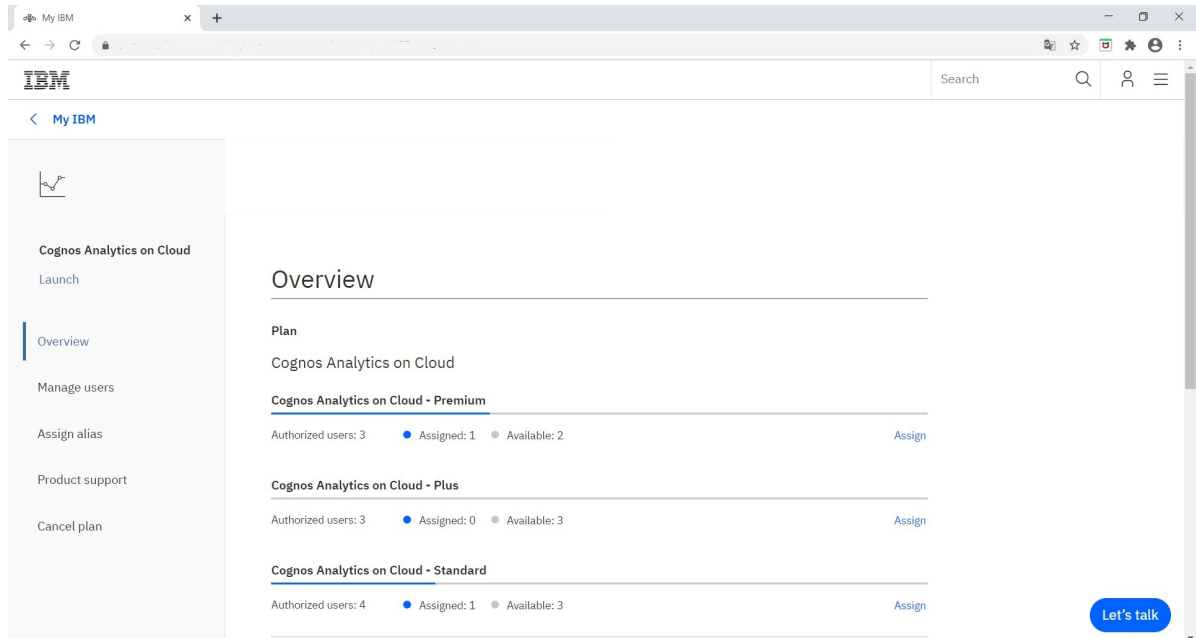 My IBM
IBM
Search
My IBM
Cognos Analytics on Cloud
Launch
Overview
Manage users
Assign alias
Product support
Cancel plan
Overview
Plan
Cognos Analytics on Cloud
Cognos Analytics on Cloud - Premium
Authorized users: 3 Assigned: 1 Available: 2 Assign
Cognos Analytics on Cloud - Plus
Authorized users: 3 Assigned: 0 Available: 3 Assign
Cognos Analytics on Cloud - Standard
Authorized users: 4 Assigned: 1 Available: 3 Assign
Let's talk